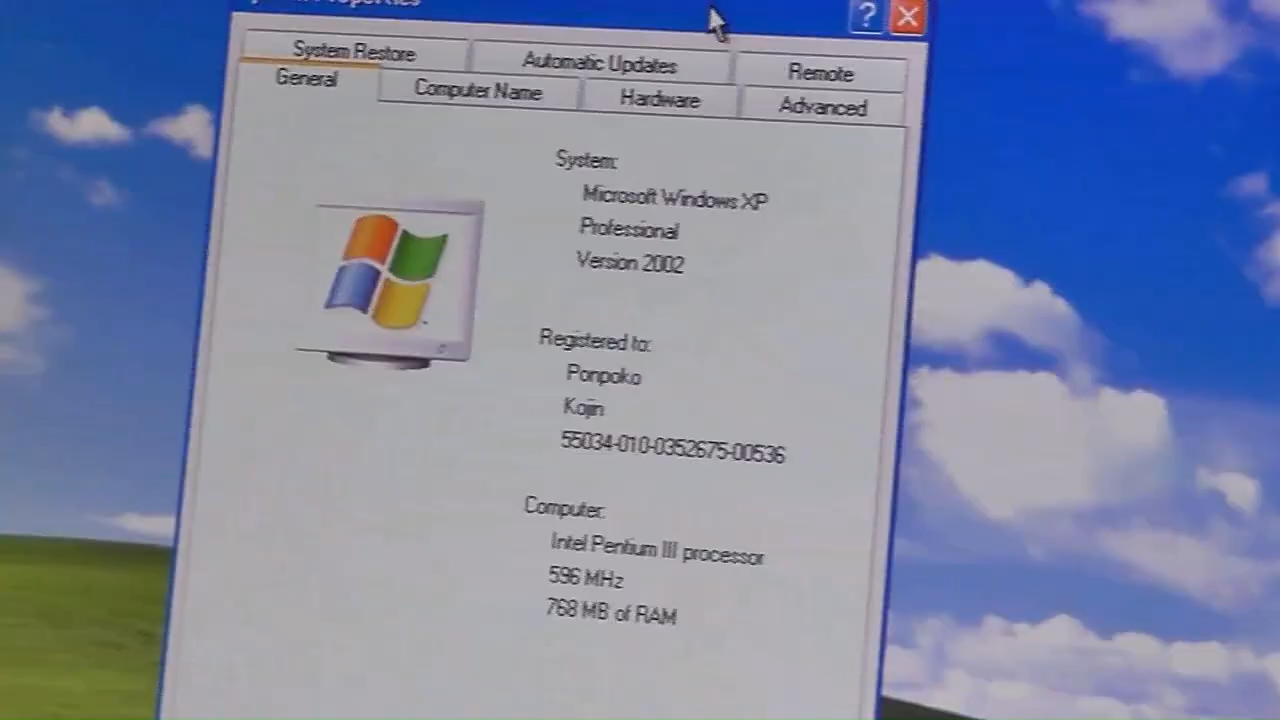 System Restore
Automatic Updates
Remote
General
Computer Name
Hardware
Advanced
System:
Microsoft Windows XP
Professional
Version 2002
Registered to:
Ponpoko
Kojin
55034-010-0352675-00536
Computer:
Intel Pentium III processor
596 MHz
768 MB of RAM